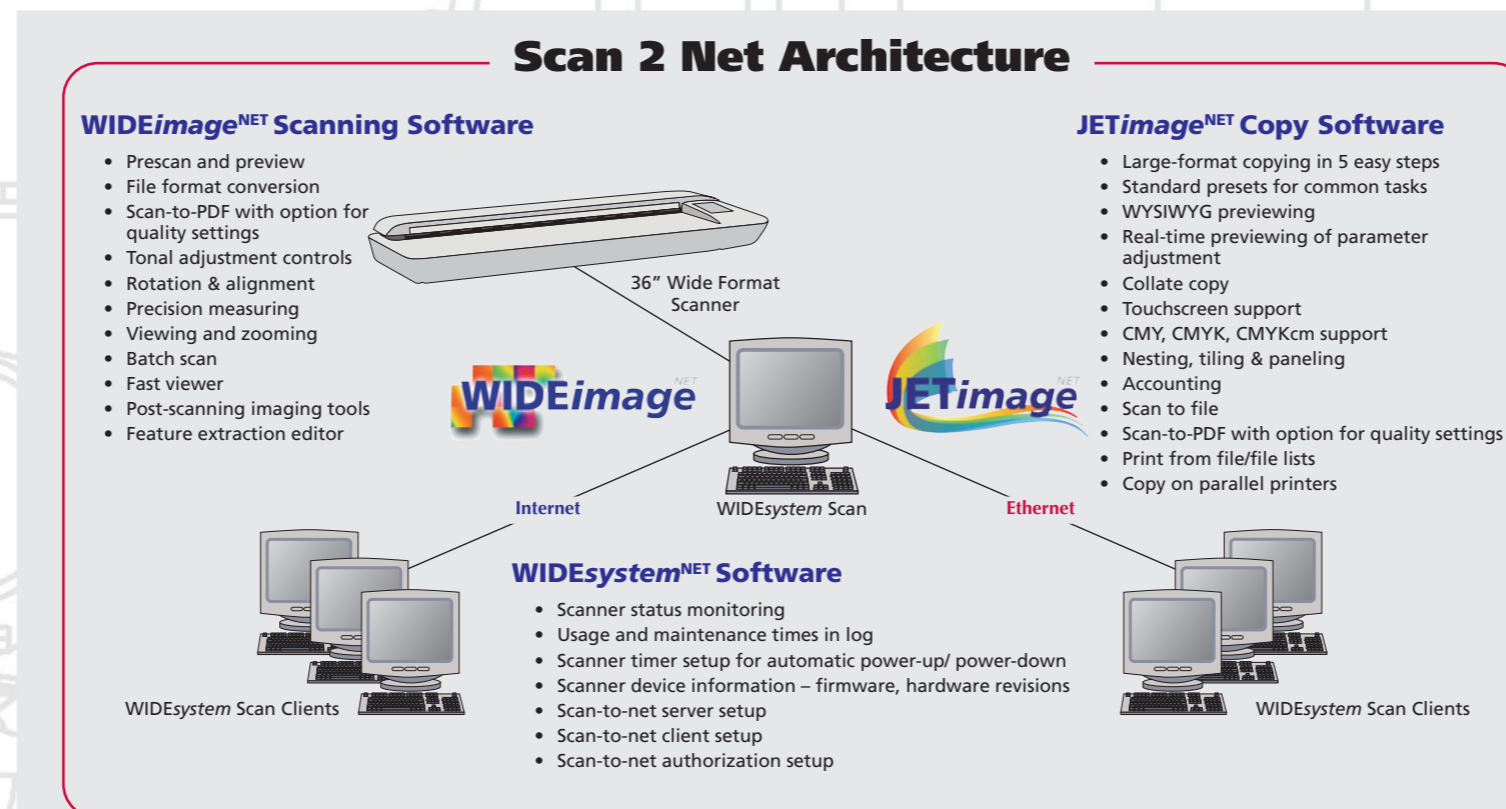 Scan 2 Net Architecture
WIDEimageNET Scanning Software
• Prescan and preview
• File format conversion
• Scan-to-PDF with option for
quality settings
• Tonal adjustment controls
• Rotation & alignment
• Precision measuring
• Viewing and zooming
• Batch scan
• Fast viewer
• Post-scanning imaging tools
• Feature extraction editor
36” Wide Format
Scanner
JETimageNET Copy Software
• Large-format copying in 5 easy steps
• Standard presets for common tasks
• WYSIWYG previewing
• Real-time previewing of parameter
adjustment
• Collate copy
• Touchscreen support
• CMY, CMYK, CMYKcm support
• Nesting, tiling & paneling
• Accounting
• Scan to file
• Scan-to-PDF with option for quality settings
• Print from file/file lists
• Copy on parallel printers
WIDEimage NET
JETimage NET
Internet
WIDEsystem Scan
Ethernet
WIDEsystemNET Software
• Scanner status monitoring
• Usage and maintenance times in log
• Scanner timer setup for automatic power-up/ power-down
• Scanner device information – firmware, hardware revisions
• Scan-to-net server setup
• Scan-to-net client setup
• Scan-to-net authorization setup
WIDEsystem Scan Clients
WIDEsystem Scan Clients